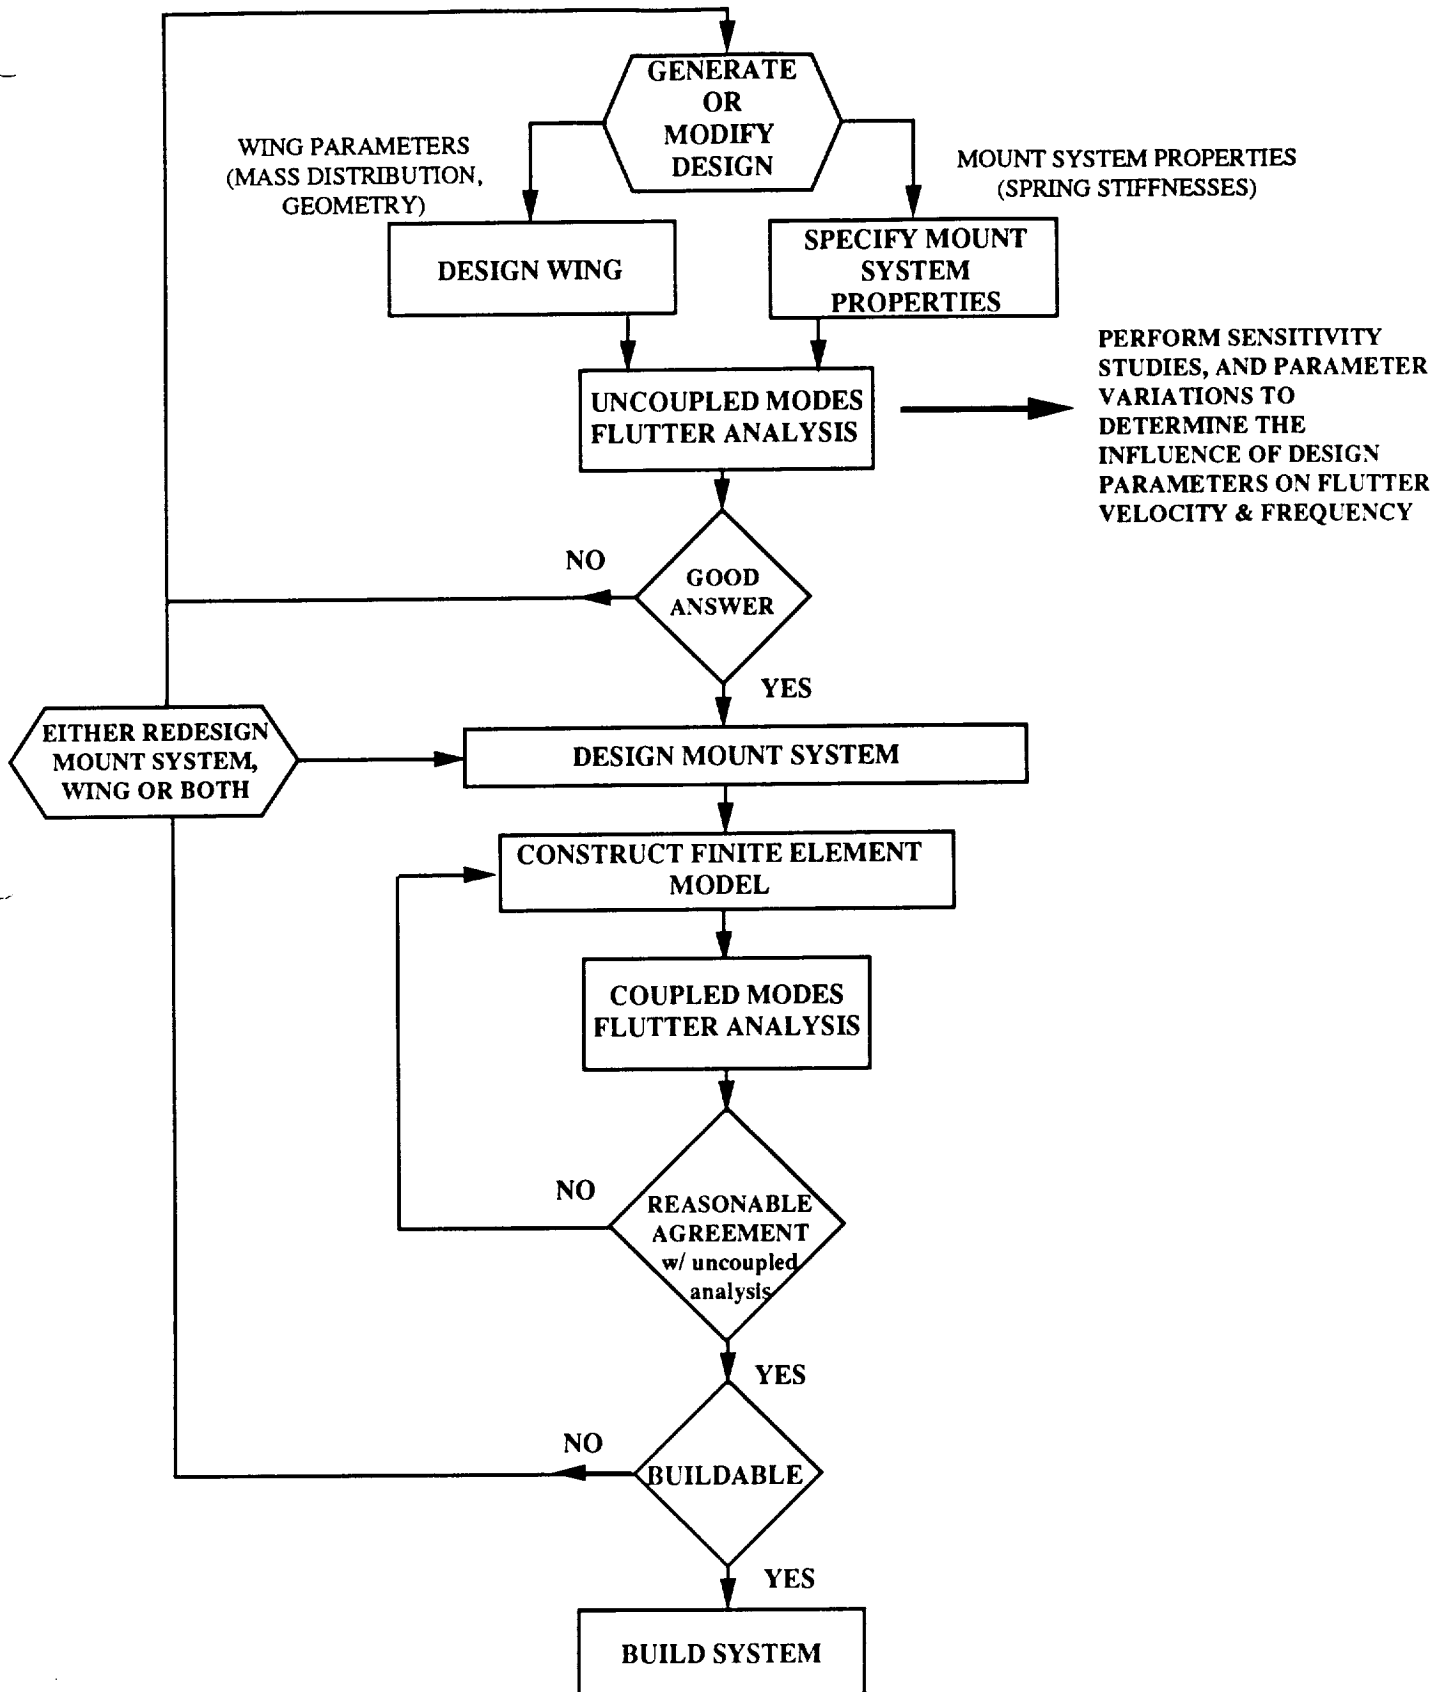 GENERATE
OR
MODIFY
DESIGN
WING PARAMETERS
(MASS DISTRIBUTION,
GEOMETRY)
MOUNT SYSTEM PROPERTIES
(SPRING STIFFNESSES)
DESIGN WING
SPECIFY MOUNT
SYSTEM
PROPERTIES
UNCOUPLED MODES
FLUTTER ANALYSIS
PERFORM SENSITIVITY
STUDIES, AND PARAMETER
VARIATIONS TO
DETERMINE THE
INFLUENCE OF DESIGN
PARAMETERS ON FLUTTER
VELOCITY & FREQUENCY
NO
GOOD
ANSWER
YES
EITHER REDESIGN
MOUNT SYSTEM,
WING OR BOTH
DESIGN MOUNT SYSTEM
CONSTRUCT FINITE ELEMENT
MODEL
COUPLED MODES
FLUTTER ANALYSIS
NO
REASONABLE
AGREEMENT
w/ uncoupled
analysis
YES
NO
BUILDABLE
YES
BUILD SYSTEM